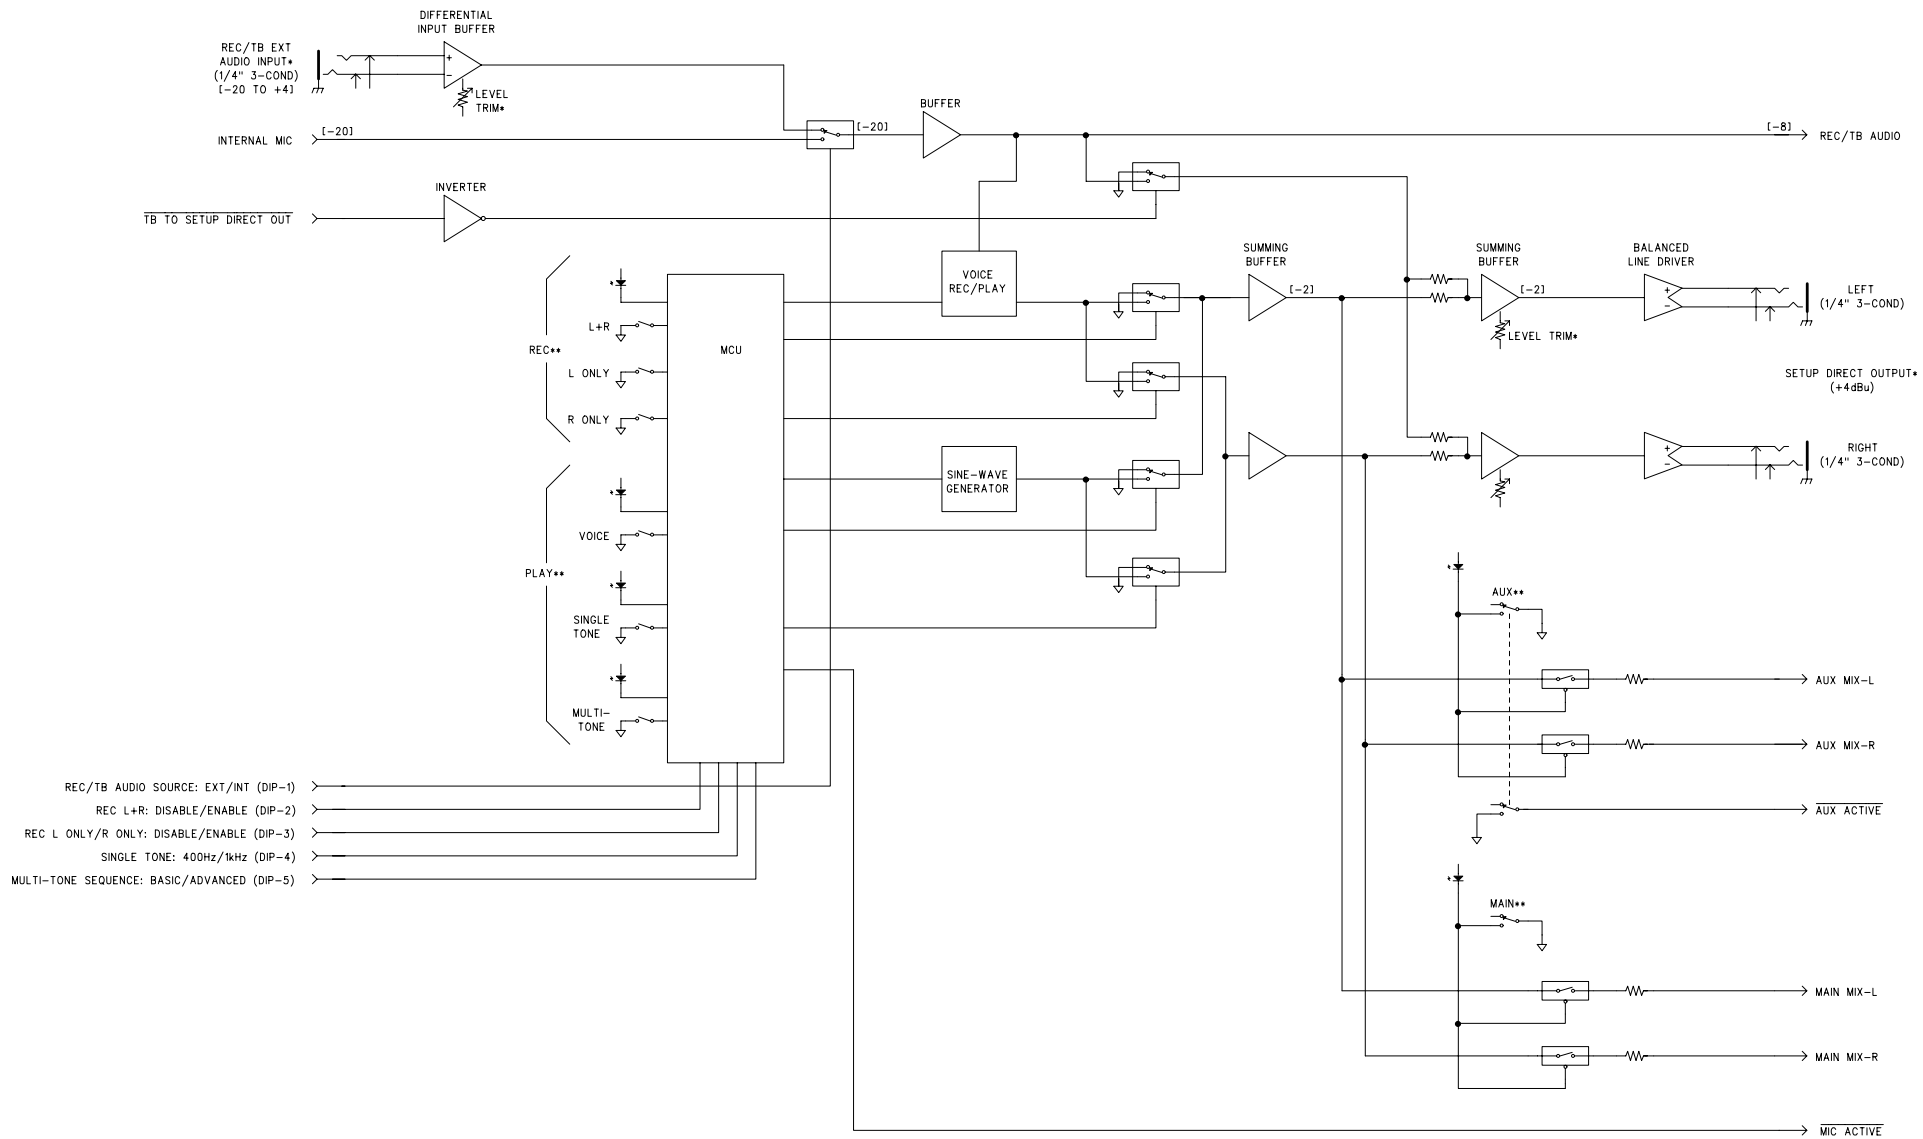 DIFFERENTIAL
INPUT BUFFER
REC/TB EXT
AUDIO INPUT*
(1/4" 3-COND)
[-20 TO +4]
+
−
LEVEL
TRIM*
INTERNAL MIC
[-20]
[-20]
BUFFER
[-8]
REC/TB AUDIO
INVERTER
TB TO SETUP DIRECT OUT
VOICE
REC/PLAY
SUMMING
BUFFER
[-2]
SUMMING
BUFFER
[-2]
LEVEL TRIM*
BALANCED
LINE DRIVER
+
−
LEFT
(1/4" 3-COND)
REC**
L+R
L ONLY
R ONLY
MCU
SETUP DIRECT OUTPUT*
(+4dBu)
SINE-WAVE
GENERATOR
+
−
RIGHT
(1/4" 3-COND)
PLAY**
VOICE
SINGLE
TONE
MULTI-
TONE
AUX**
AUX MIX-L
AUX MIX-R
AUX ACTIVE
REC/TB AUDIO SOURCE: EXT/INT (DIP-1)
REC L+R: DISABLE/ENABLE (DIP-2)
REC L ONLY/R ONLY: DISABLE/ENABLE (DIP-3)
SINGLE TONE: 400Hz/1kHz (DIP-4)
MULTI-TONE SEQUENCE: BASIC/ADVANCED (DIP-5)
MAIN**
MAIN MIX-L
MAIN MIX-R
MIC ACTIVE